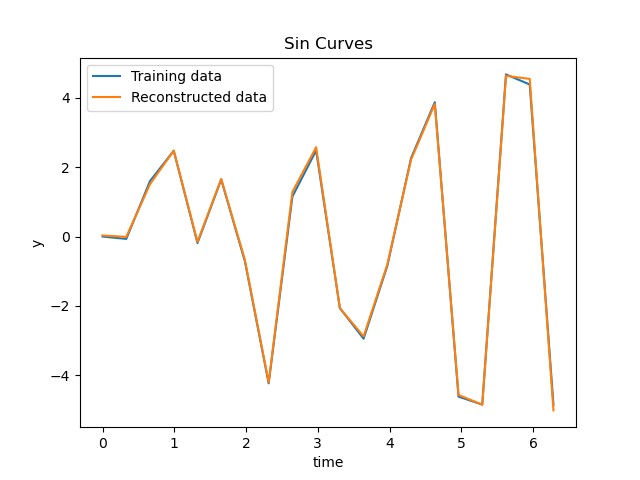 Sin Curves
Training data
Reconstructed data
4
2
0
−2
−4
y
0 1 2 3 4 5 6
time